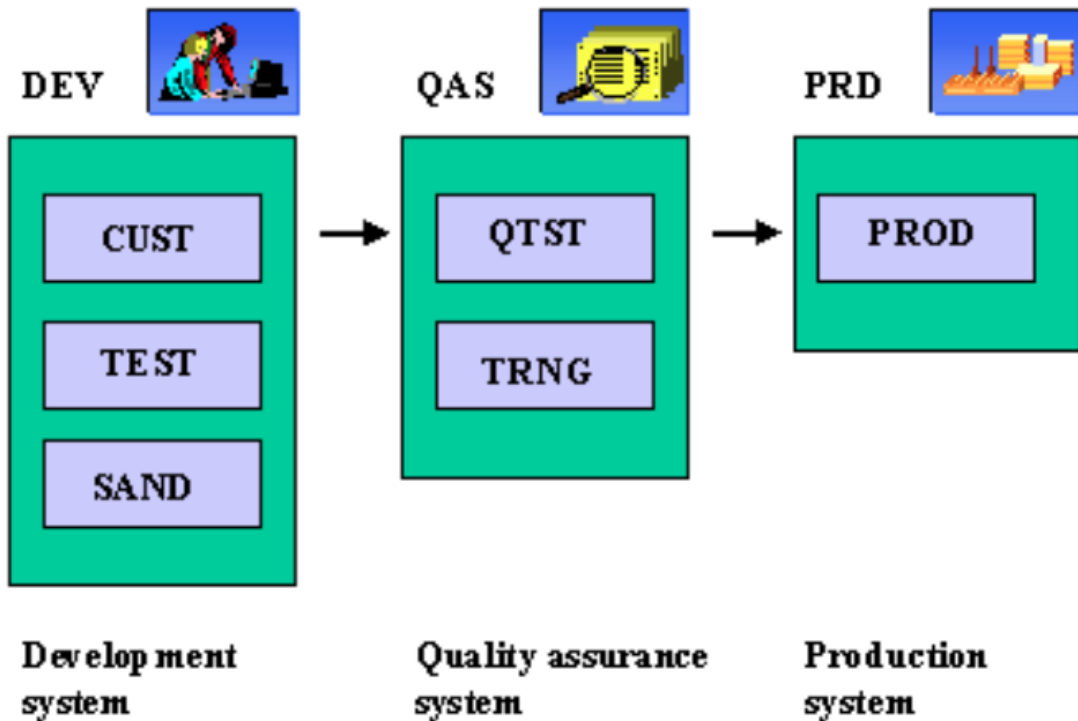 DEV
QAS
PRD
CUST
QTST
PROD
TEST
TRNG
SAND
Development
system
Quality assurance
system
Production
system